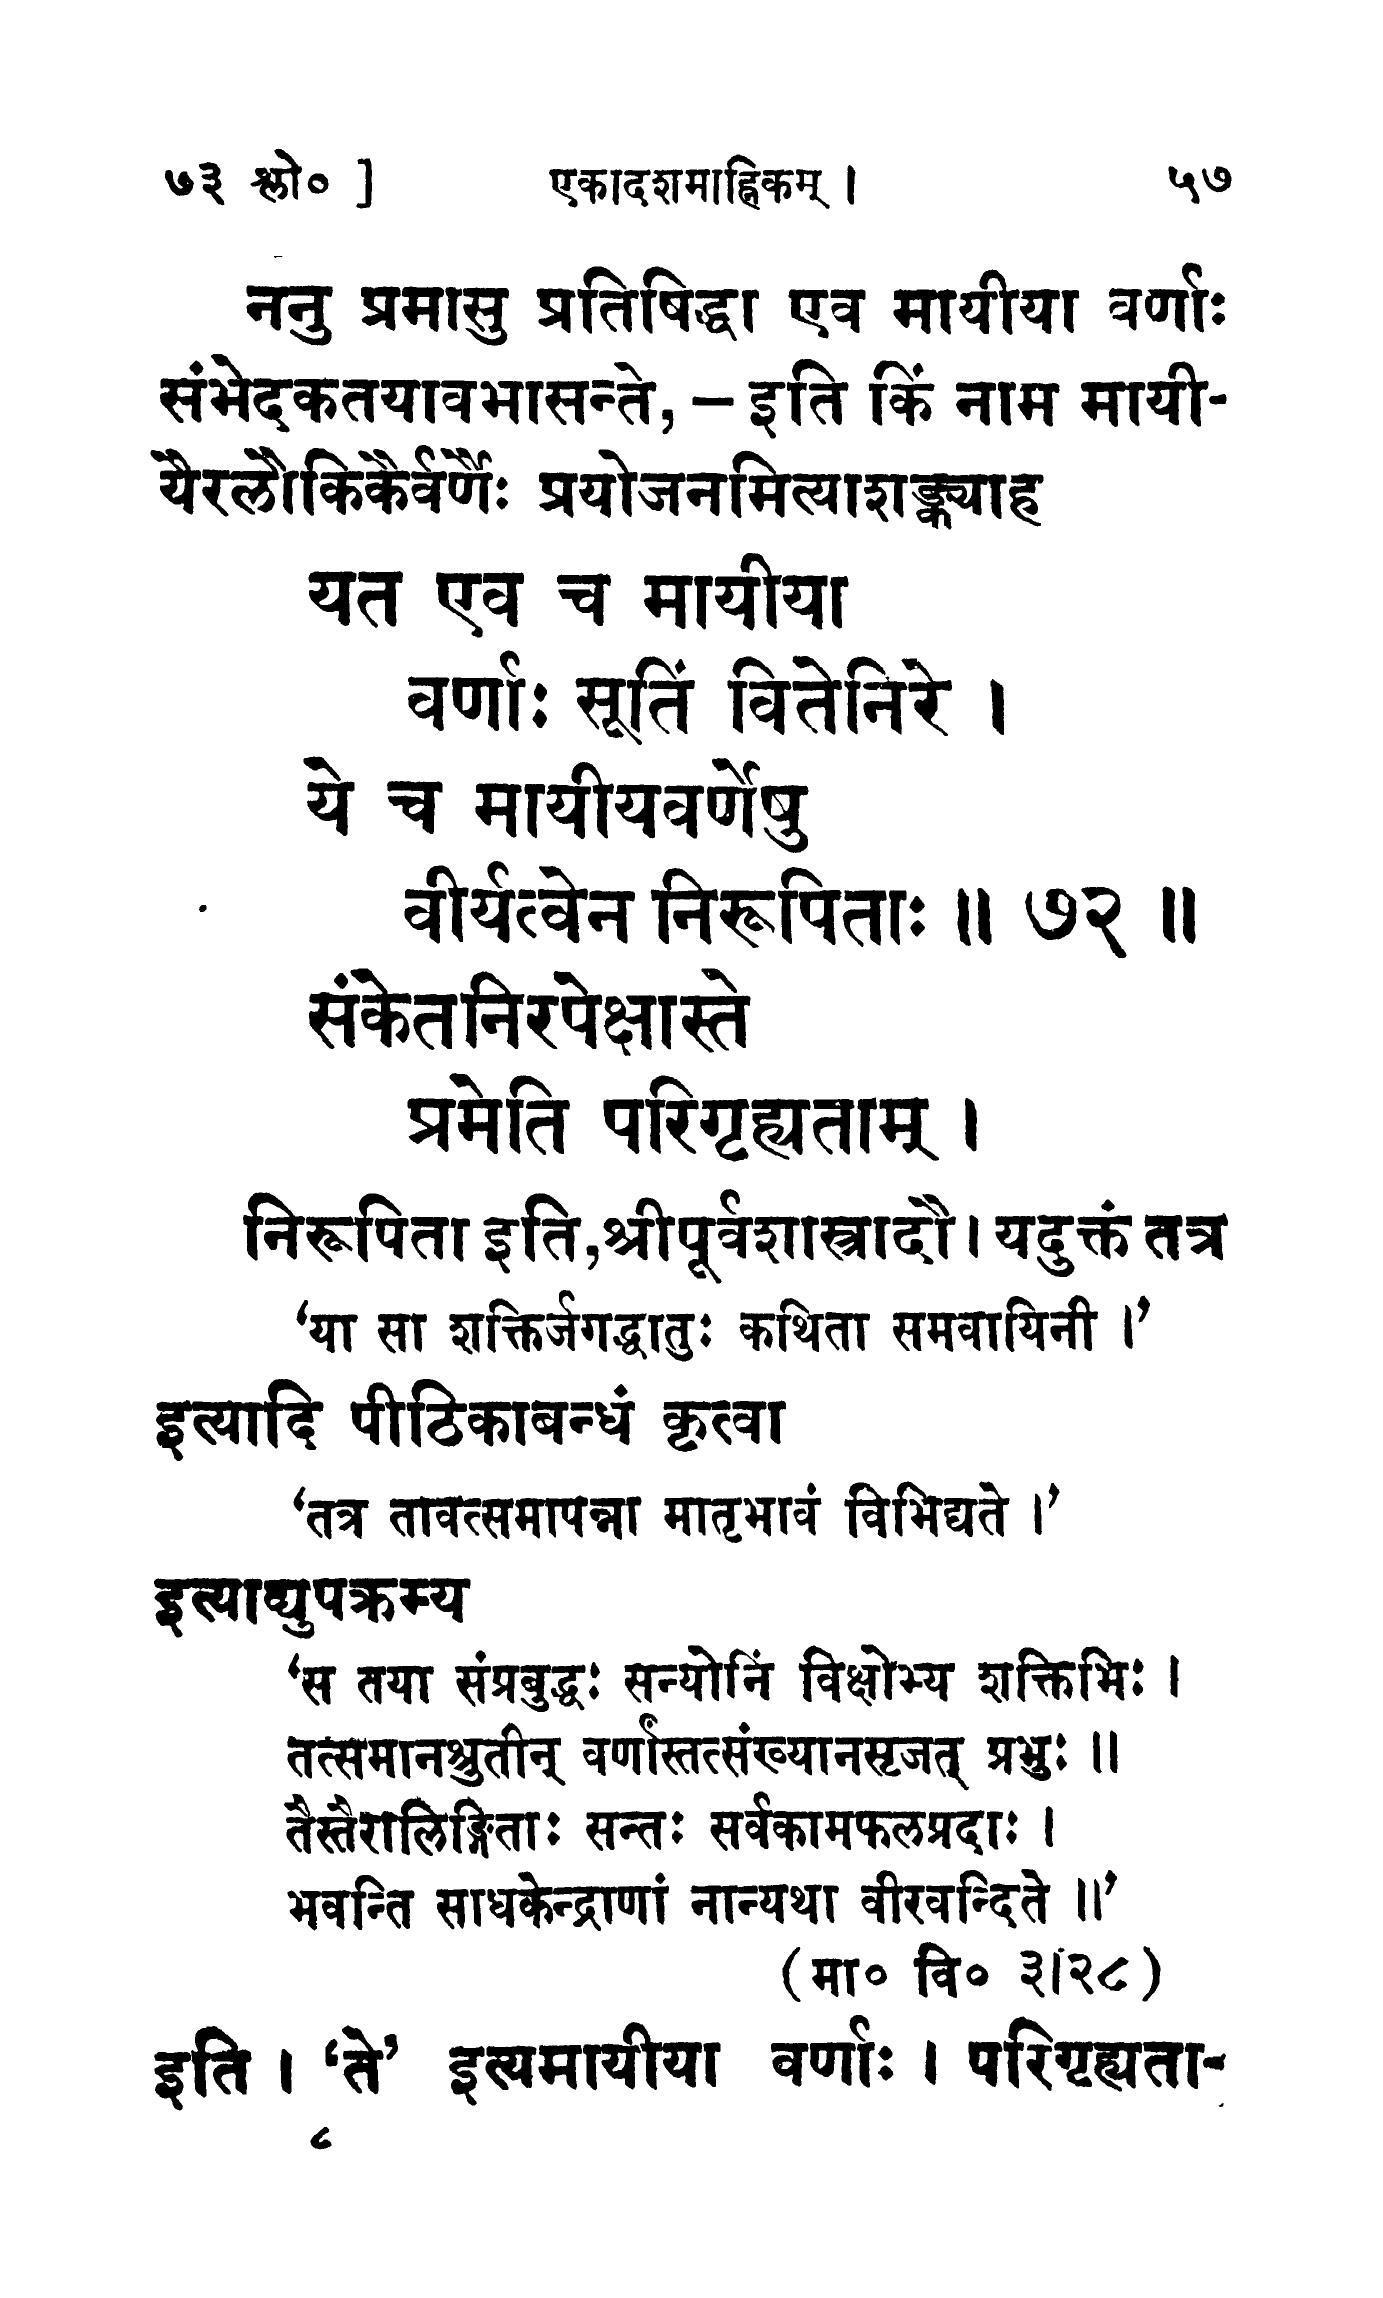 ७३ श्लो० ] एकादशमाह्निकम् । ५७
ननु प्रमासु प्रतिषिद्धा एव मायीया वर्णाः
संभेदकतयावभासन्ते, – इति किं नाम मायी-
यैरलौकिकैर्वर्णैः प्रयोजनमित्याशङ्क्याह
यत एव च मायीया
वर्णाः सूतिं वितेनिरे ।
ये च मायीयवर्णेषु
वीर्यत्वेन निरूपिताः ॥ ७२ ॥
संकेतनिरपेक्षास्ते
प्रमेति परिगृह्यताम् ।
निरूपिता इति, श्रीपूर्वशास्त्रादौ । यदुक्तं तत्र
‘या सा शक्तिर्जगद्धातुः कथिता समवायिनी ।’
इत्यादि पीठिकाबन्धं कृत्वा
‘तत्र तावत्समापन्ना मातृभावं विभिद्यते ।’
इत्याद्युपक्रम्य
‘स तया संप्रबुद्धः सन्योनिं विक्षोभ्य शक्तिभिः ।
तत्समानश्रुतीन् वर्णांस्तत्संख्यानसृजत् प्रभुः ॥
तैस्तैरालिङ्गिताः सन्तः सर्वकामफलप्रदाः ।
भवन्ति साधकेन्द्राणां नान्यथा वीरवन्दिते ॥’
(मा० वि० ३।२८)
इति । ‘ते’ इत्यमायीया वर्णाः । परिगृह्यता-
८